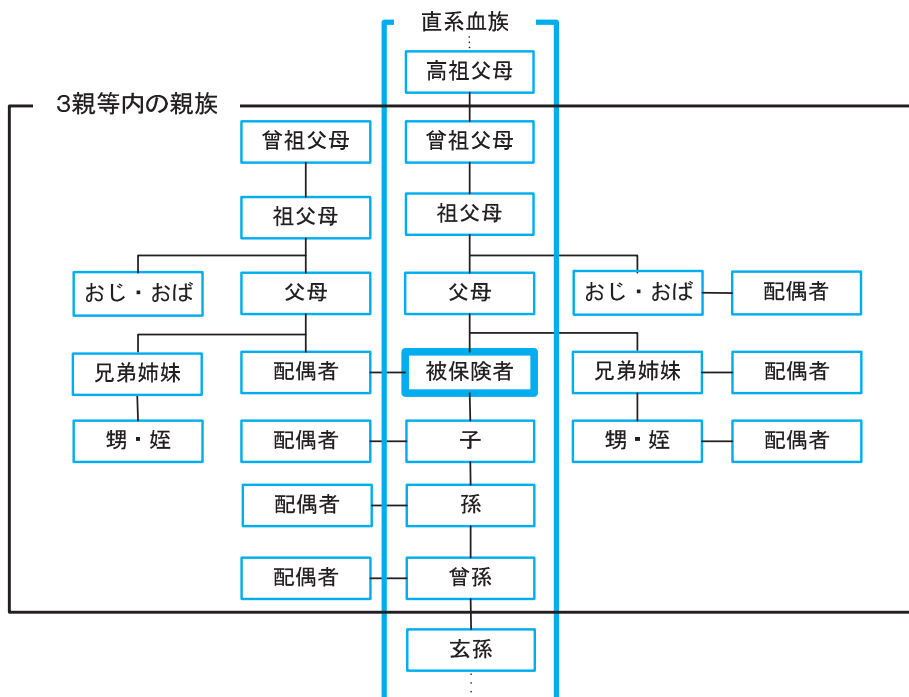 直系血族
高祖父母
3親等内の親族
曾祖父母
曾祖父母
祖父母
祖父母
おじ・おば
父母
父母
おじ・おば
配偶者
兄弟姉妹
配偶者
被保険者
兄弟姉妹
配偶者
甥・姪
配偶者
子
甥・姪
配偶者
配偶者
孫
配偶者
曾孫
玄孫